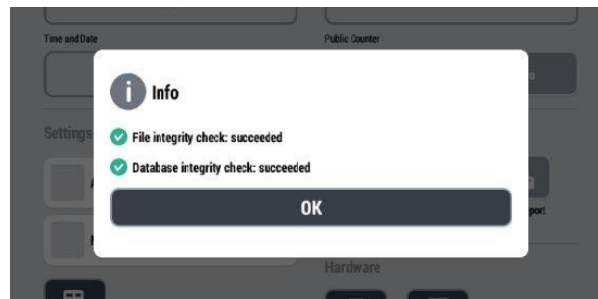 Time and Date
Public Counter
Info
Settings
File integrity check: succeeded
Database integrity check: succeeded
OK
port
Hardware